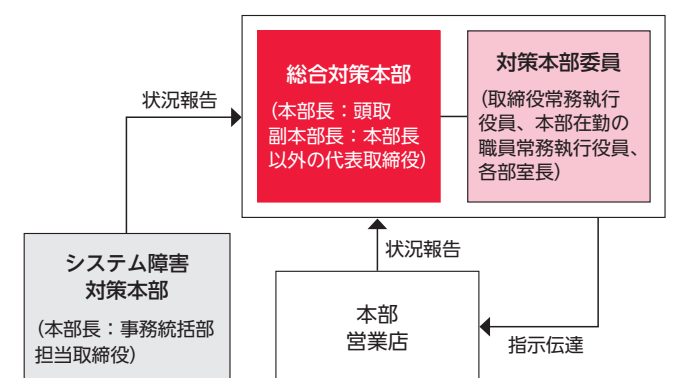 総合対策本部
(本部長：頭取
副本部長：本部長
以外の代表取締役)
対策本部委員
(取締役常務執行
役員、本部在勤の
職員常務執行役員、
各部室長)
状況報告
システム障害
対策本部
(本部長：事務統括部
担当取締役)
状況報告
本部
営業店
指示伝達